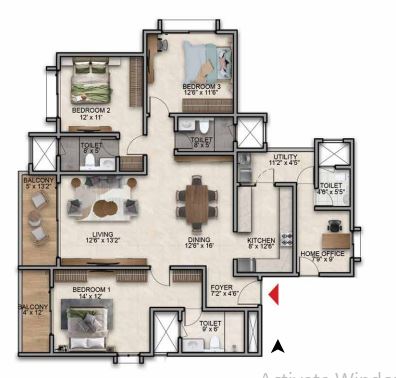 BEDROOM 3
12'6" x 11'6"
BEDROOM 2
12' x 11'
TOILET
8' x 5'
TOILET
8' x 5'
UTILITY
11'2" x 4'5"
BALCONY
5' x 13'2"
TOILET
4'6" x 5'5"
LIVING
12'6" x 13'2"
DINING
12'6" x 16'
KITCHEN
8' x 12'6"
HOME OFFICE
7'9" x 9'
BEDROOM 1
14' x 12'
FOYER
7'2" x 4'6"
BALCONY
4' x 12'
TOILET
9' x 6'
Activate Window